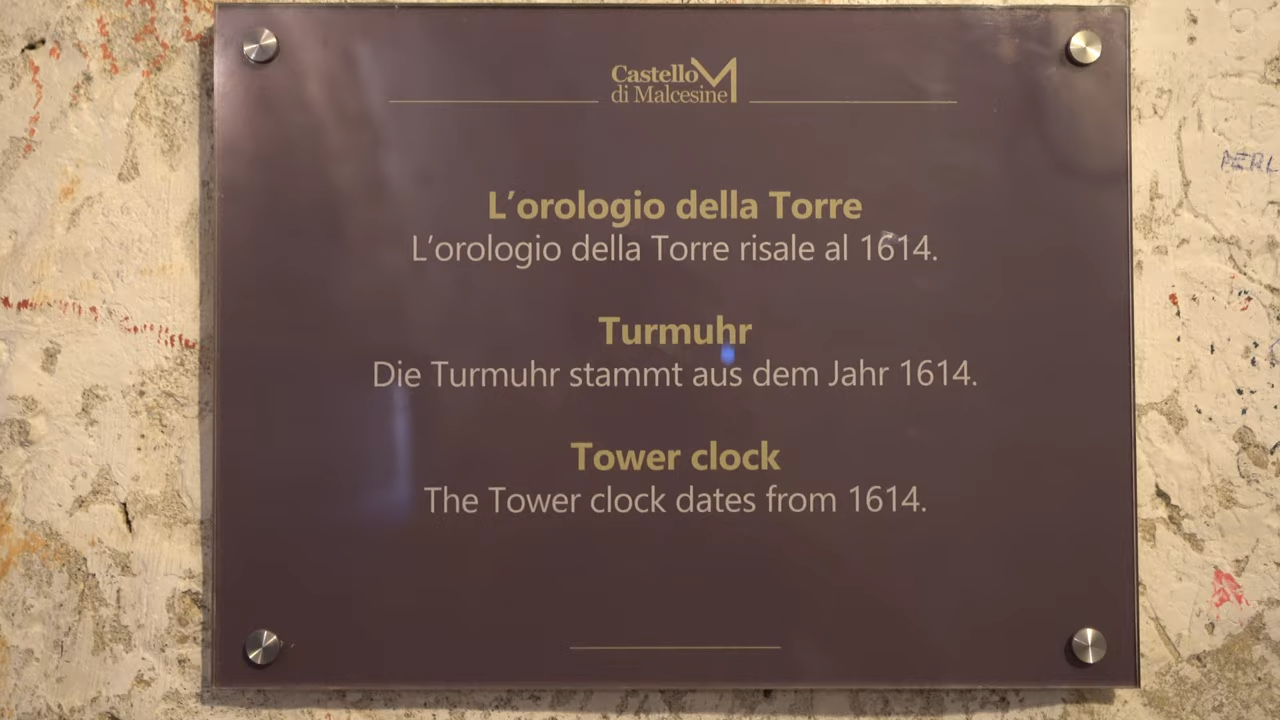 Castello M
di Malcesine
L'orologio della Torre
L'orologio della Torre risale al 1614.
Turmuhr
Die Turmuhr stammt aus dem Jahr 1614.
Tower clock
The Tower clock dates from 1614.